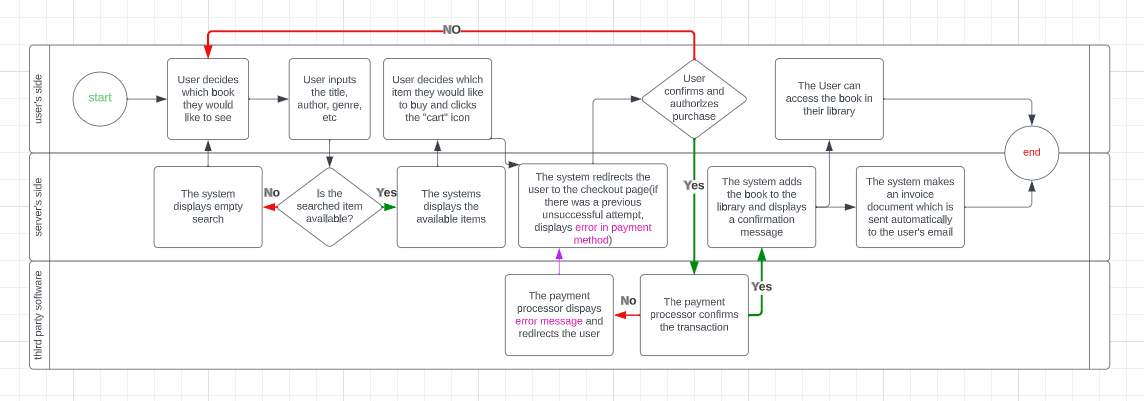 NO
user's side
start
User decides
which book
they would
like to see
User inputs
the title,
author, genre,
etc
User decides which
item they would like
to buy and clicks
the "cart" icon
User
confirms and
authorizes
purchase
The User can
access the book in
their library
end
server's side
The system
displays empty
search
No
Is the
searched item
available?
Yes
The systems
displays the
available items
The system redirects the
user to the checkout page(if
there was a previous
unsuccessful attempt,
displays error in payment
method)
Yes
The system adds
the book to the
library and displays
a confirmation
message
The system makes
an invoice
document which is
sent automatically
to the user's email
third party software
The payment
processor dispays
error message and
redirects the user
No
The payment
processor confirms
the transaction
Yes